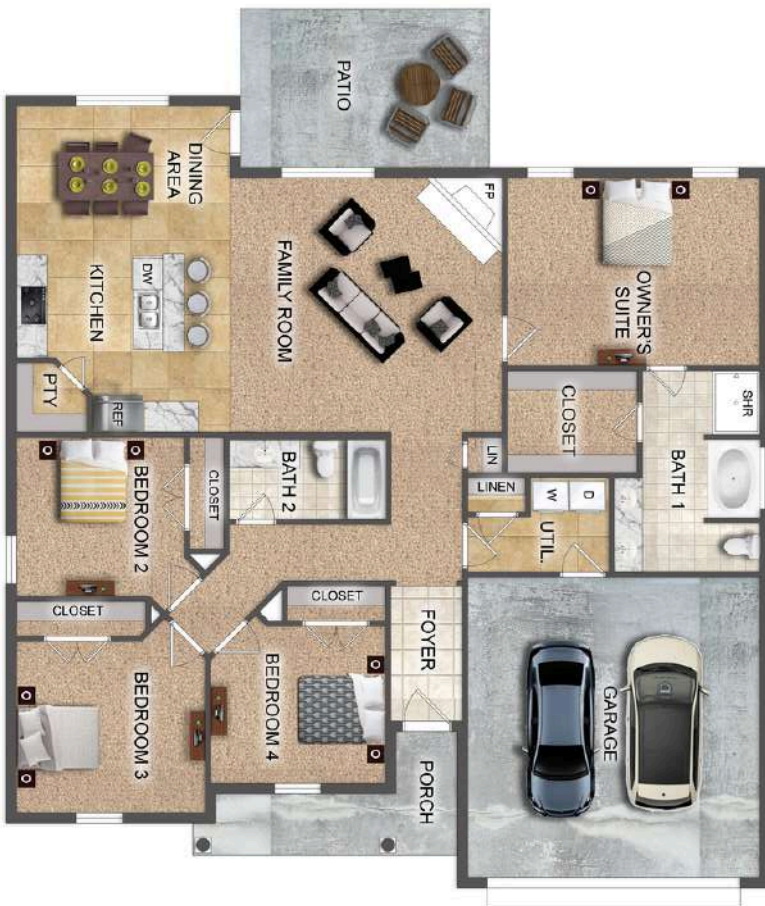 PATIO
DINING
AREA
KITCHEN
DW
FAMILY ROOM
FP
OWNER'S
SUITE
PTY
REF
CLOSET
SHR
BATH 1
LIN
LINEN
W
D
UTIL.
BEDROOM 2
CLOSET
BATH 2
CLOSET
CLOSET
FOYER
BEDROOM 3
BEDROOM 4
PORCH
GARAGE